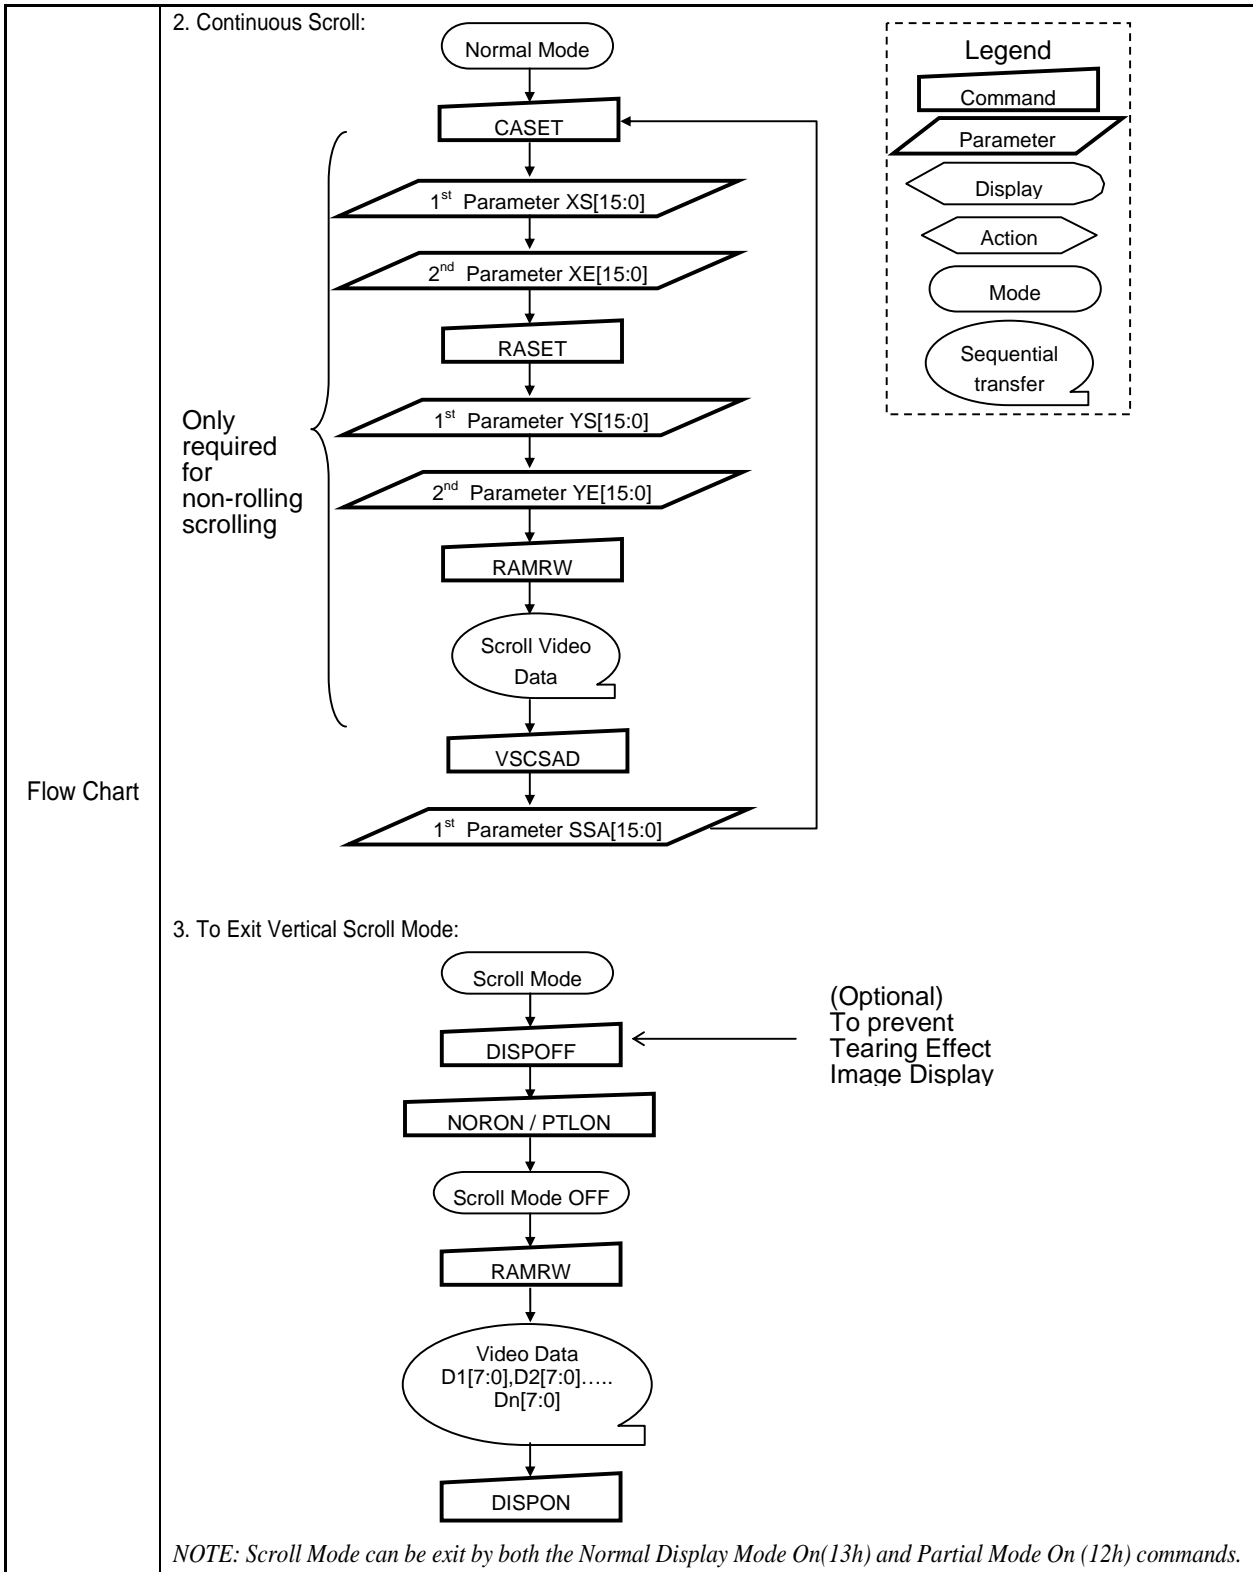 Flow Chart
2. Continuous Scroll:
Normal Mode
CASET
1st Parameter XS[15:0]
2nd Parameter XE[15:0]
RASET
1st Parameter YS[15:0]
2nd Parameter YE[15:0]
RAMRW
Scroll Video
Data
VSCSAD
1st Parameter SSA[15:0]
Only
required
for
non-rolling
scrolling
Legend
Command
Parameter
Display
Action
Mode
Sequential
transfer
3. To Exit Vertical Scroll Mode:
Scroll Mode
DISPOFF
(Optional)
To prevent
Tearing Effect
Image Display
NORON / PTLON
Scroll Mode OFF
RAMRW
Video Data
D1[7:0],D2[7:0].....
Dn[7:0]
DISPON
NOTE: Scroll Mode can be exit by both the Normal Display Mode On(13h) and Partial Mode On (12h) commands.